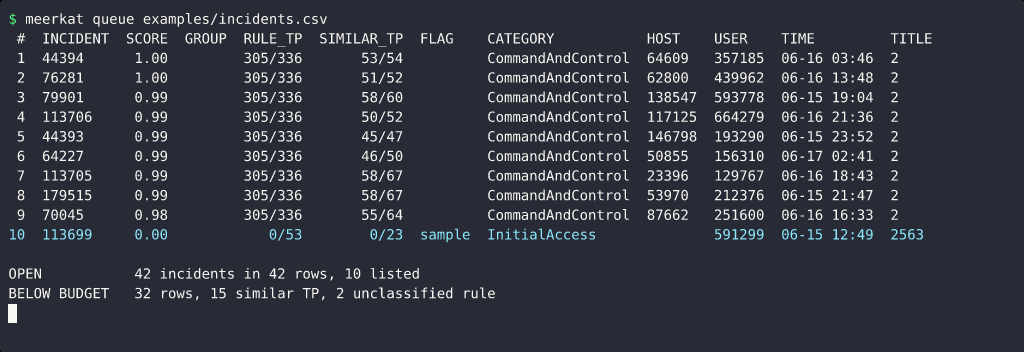 $ meerkat queue examples/incidents.csv
# INCIDENT SCORE GROUP RULE_TP SIMILAR_TP FLAG CATEGORY HOST USER TIME TITLE
1 44394 1.00 305/336 53/54 CommandAndControl 64609 357185 06-16 03:46 2
2 76281 1.00 305/336 51/52 CommandAndControl 62800 439962 06-16 13:48 2
3 79901 0.99 305/336 58/60 CommandAndControl 138547 593778 06-15 19:04 2
4 113706 0.99 305/336 50/52 CommandAndControl 117125 664279 06-16 21:36 2
5 44393 0.99 305/336 45/47 CommandAndControl 146798 193290 06-15 23:52 2
6 64227 0.99 305/336 46/50 CommandAndControl 50855 156310 06-17 02:41 2
7 113705 0.99 305/336 58/67 CommandAndControl 23396 129767 06-16 18:43 2
8 179515 0.99 305/336 58/67 CommandAndControl 53970 212376 06-15 21:47 2
9 70045 0.98 305/336 55/64 CommandAndControl 87662 251600 06-16 16:33 2
10 113699 0.00 0/53 0/23 sample InitialAccess 591299 06-15 12:49 2563
OPEN 42 incidents in 42 rows, 10 listed
BELOW BUDGET 32 rows, 15 similar TP, 2 unclassified rule